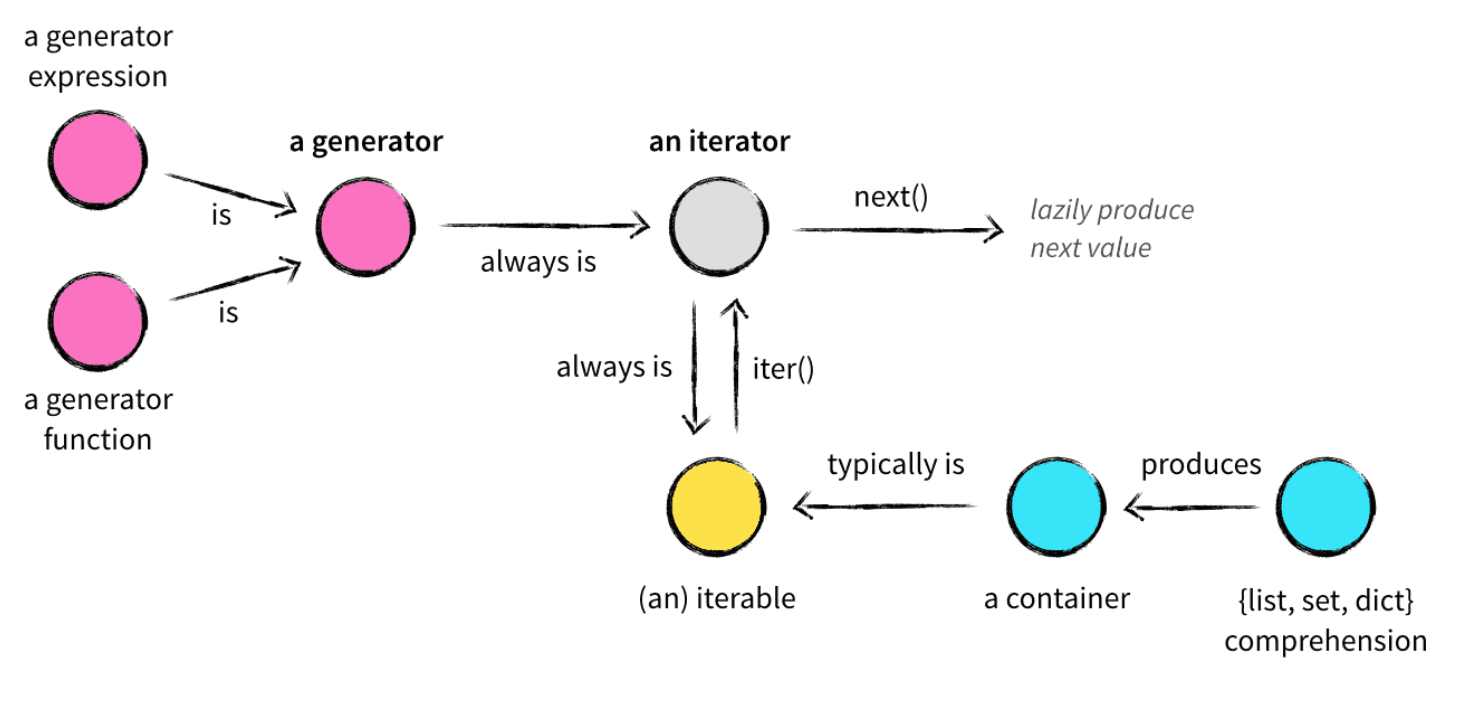 a generator
expression
a generator
an iterator
next()
lazily produce
next value
is
always is
is
a generator
function
always is
iter()
typically is
produces
(an) iterable
a container
{list, set, dict}
comprehension